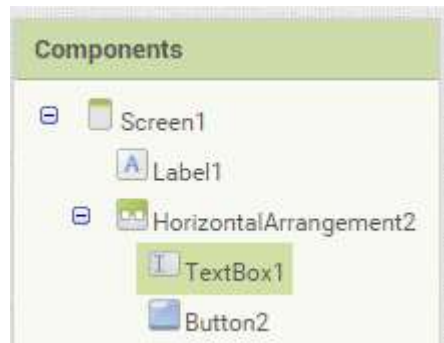 Components
Screen1
A Label1
HorizontalArrangement2
TextBox1
Button2